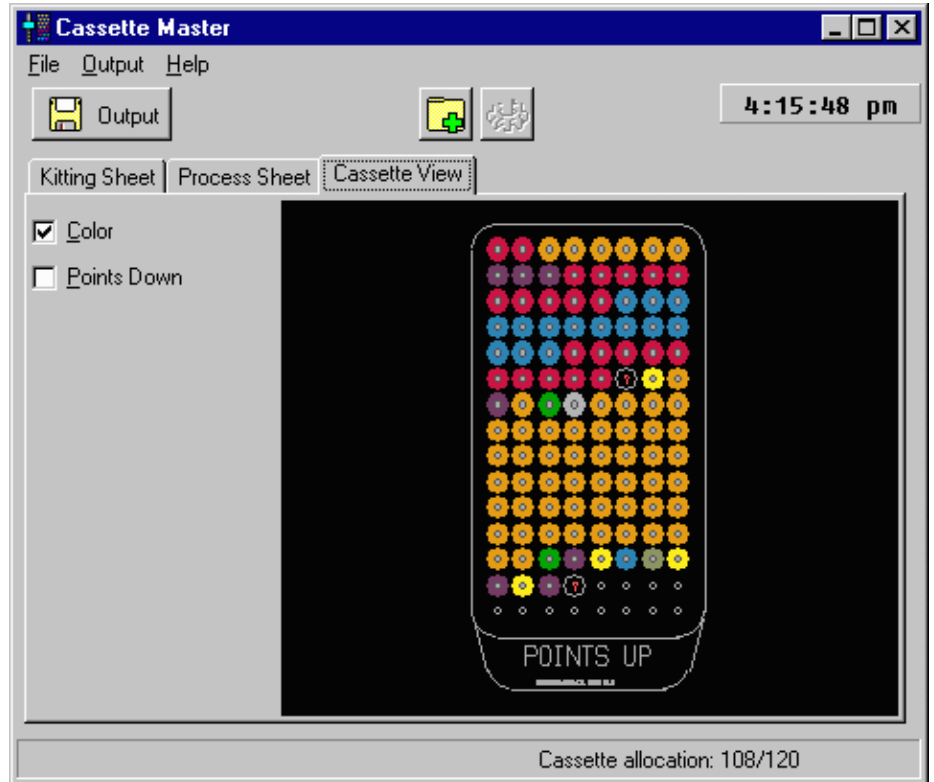 Cassette Master
File Output Help
Output
4:15:48 pm
Kitting Sheet Process Sheet Cassette View
Color
Points Down
? 
?
POINTS UP
Cassette allocation: 108/120